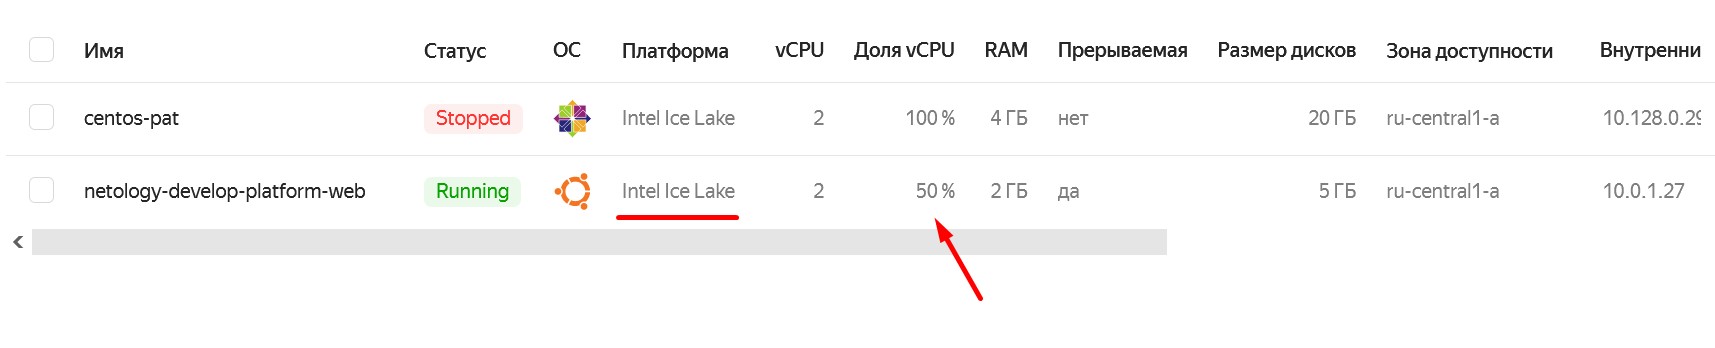 Имя Статус ОС Платформа vCPU Доля vCPU RAM Прерываемая Размер дисков Зона доступности Внутренни
centos-pat Stopped Intel Ice Lake 2 100 % 4 ГБ нет 20 ГБ ru-central1-a 10.128.0.29
netology-develop-platform-web Running Intel Ice Lake 2 50 % 2 ГБ да 5 ГБ ru-central1-a 10.0.1.27